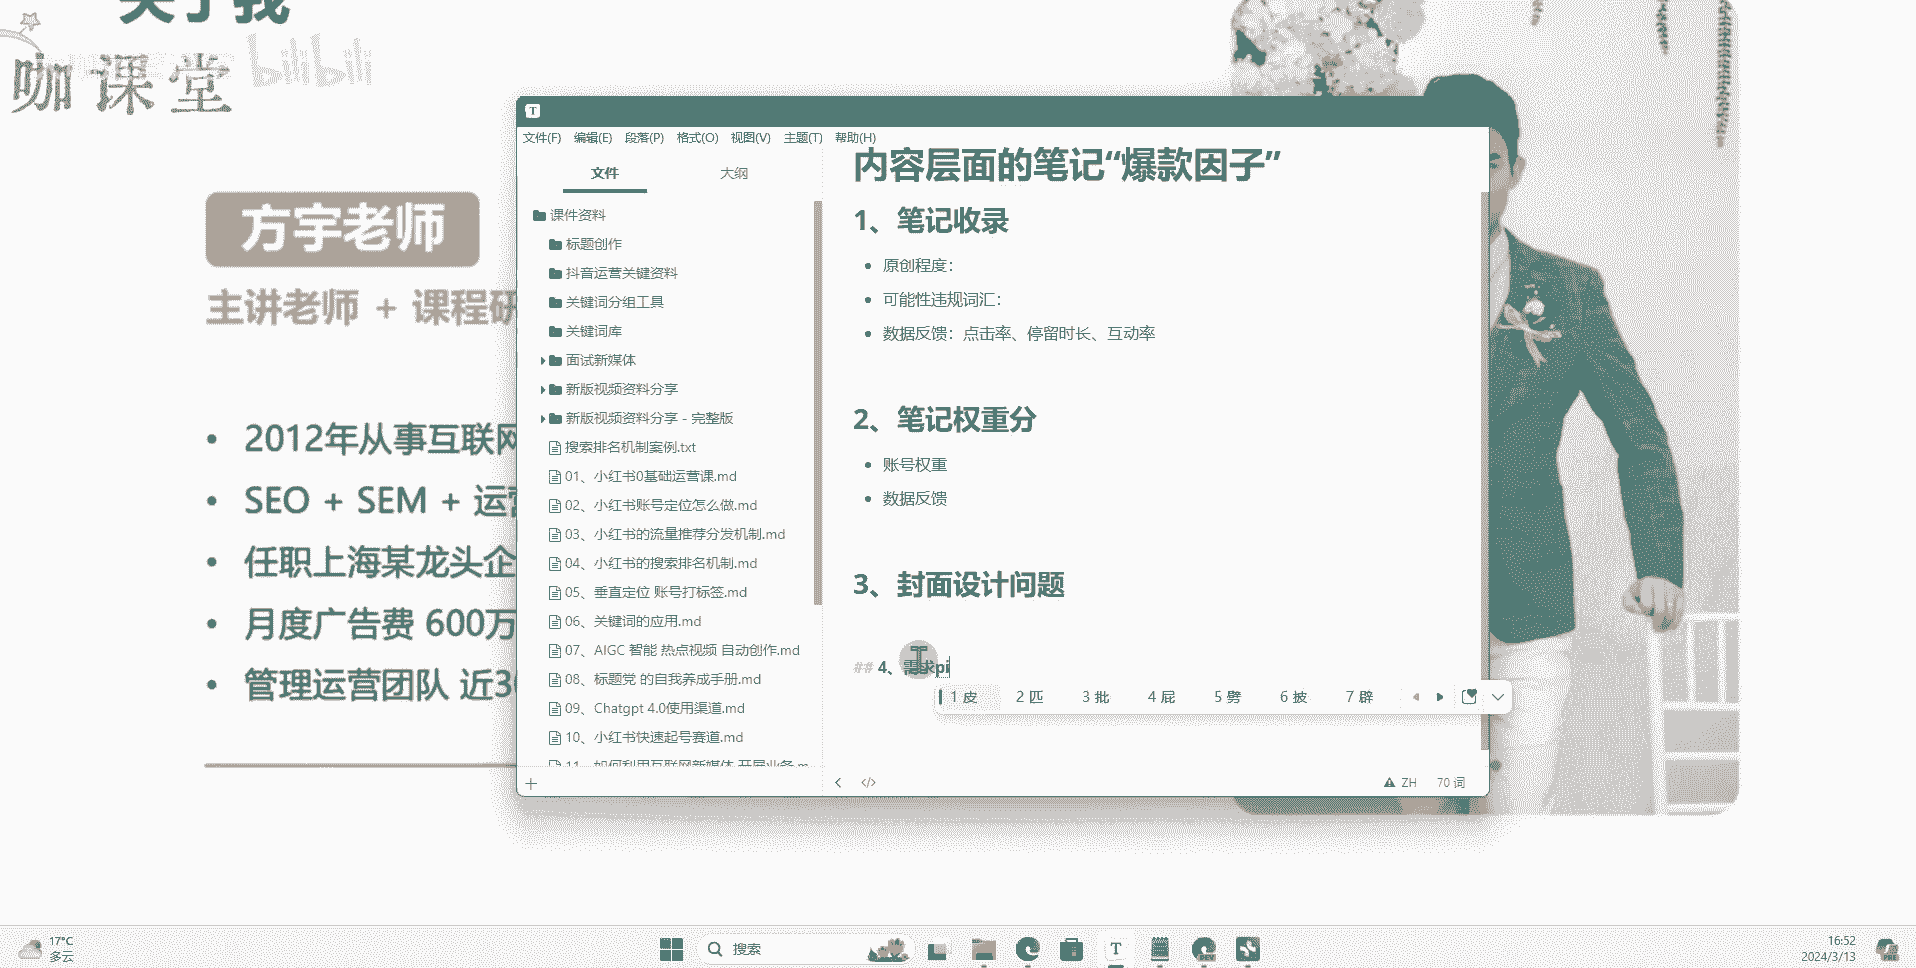 关于我
咖课堂 bilibili
方宇老师
主讲老师 + 课程研
2012年从事互联网
SEO + SEM + 运营
任职上海某龙头企
月度广告费 600万
管理运营团队 近30
文件(F) 编辑(E) 段落(P) 格式(O) 视图(V) 主题(T) 帮助(H)
文件 大纲
课件资料
标题创作
抖音运营关键资料
关键词分组工具
关键词库
面试新媒体
新版视频资料分享
新版视频资料分享 - 完整版
搜索排名机制案例.txt
01、小红书0基础运营课.md
02、小红书账号定位怎么做.md
03、小红书的流量推荐分发机制.md
04、小红书的搜索排名机制.md
05、垂直定位 账号打标签.md
06、关键词的应用.md
07、AIGC 智能 热点视频 自动创作.md
08、标题党 的自我养成手册.md
09、Chatgpt 4.0使用渠道.md
10、小红书快速起号赛道.md
11、如何利用互联网新媒体 开展业务.m
内容层面的笔记“爆款因子”
1、笔记收录
原创程度：
可能性违规词汇：
数据反馈：点击率、停留时长、互动率
2、笔记权重分
账号权重
数据反馈
3、封面设计问题
## 4、需求pi
1 皮 2 匹 3 批 4 屁 5 劈 6 披 7 辟
ZH 70 词
17°C
多云
搜索
T
DEV
16:52
2024/3/13
PRE